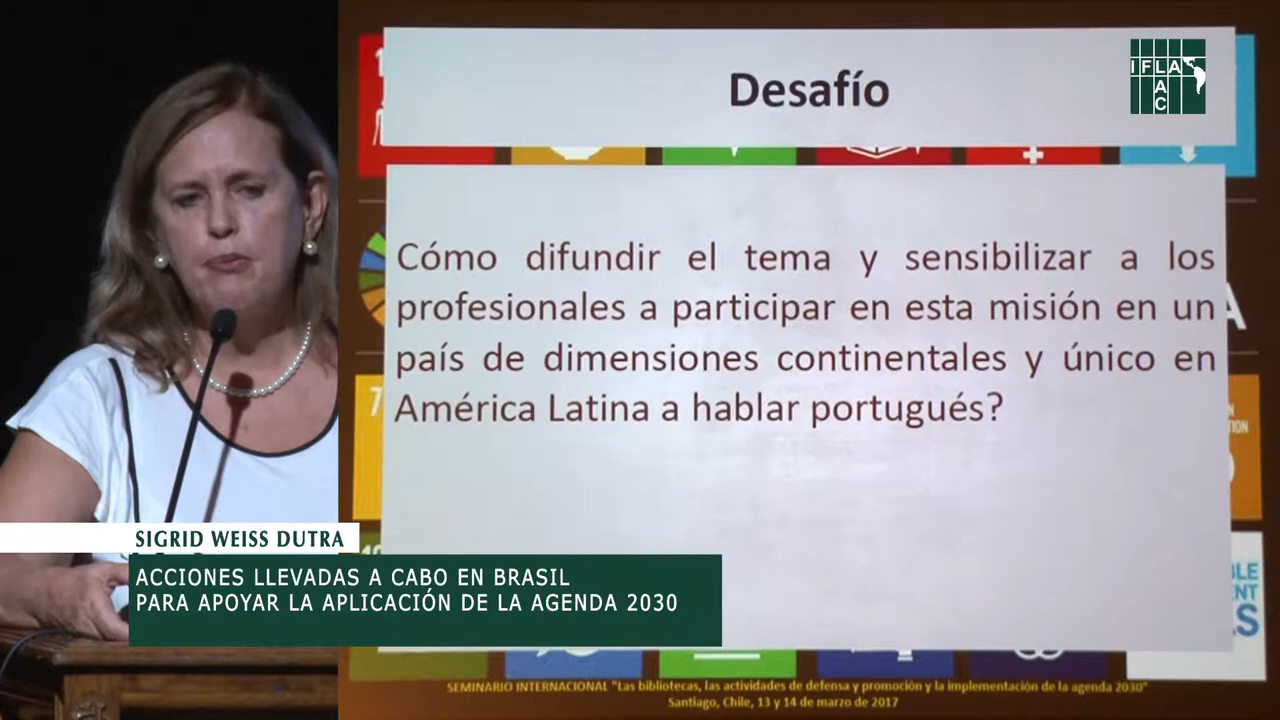 Desafío
IFLA
LAC
Cómo difundir el tema y sensibilizar a los
profesionales a participar en esta misión en un
país de dimensiones continentales y único en
América Latina a hablar portugués?
7
SIGRID WEISS DUTRA
ACCIONES LLEVADAS A CABO EN BRASIL
PARA APOYAR LA APLICACIÓN DE LA AGENDA 2030
SEMINARIO INTERNACIONAL "Las bibliotecas, las actividades de defensa y promoción y la implementación de la agenda 2030"
Santiago, Chile, 13 y 14 de marzo de 2017